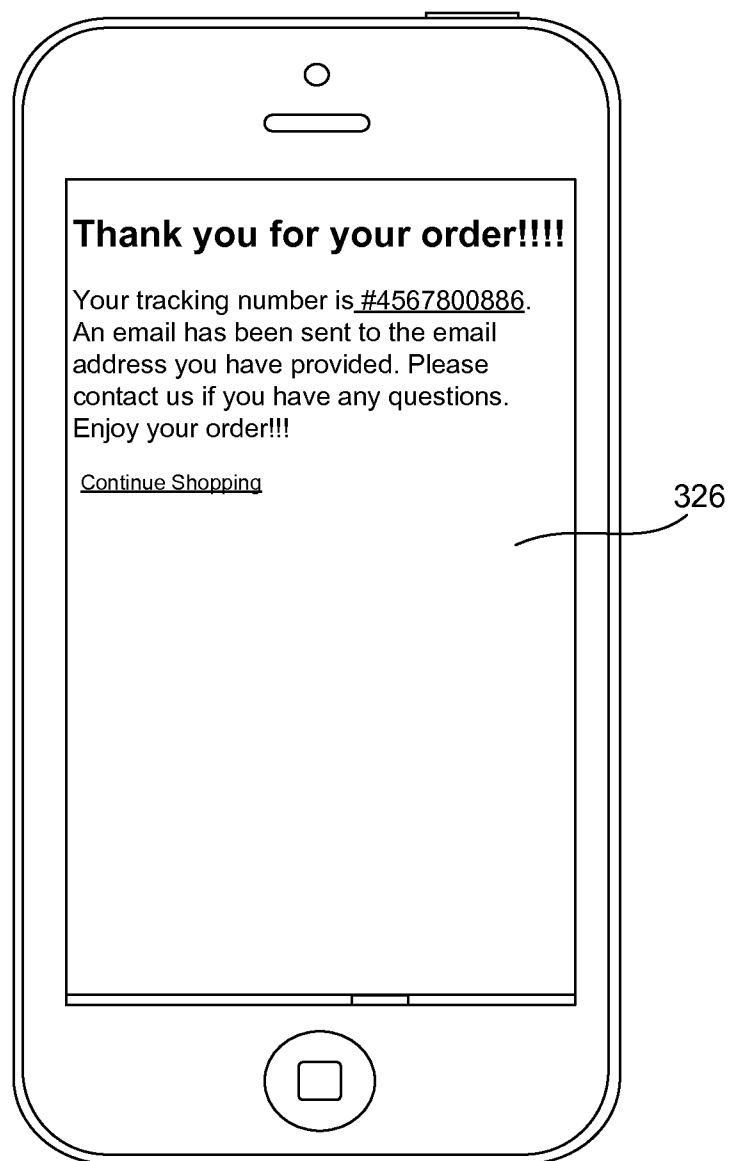 Thank you for your order!!!!
Your tracking number is #4567800886.
An email has been sent to the email
address you have provided. Please
contact us if you have any questions.
Enjoy your order!!!
Continue Shopping
326